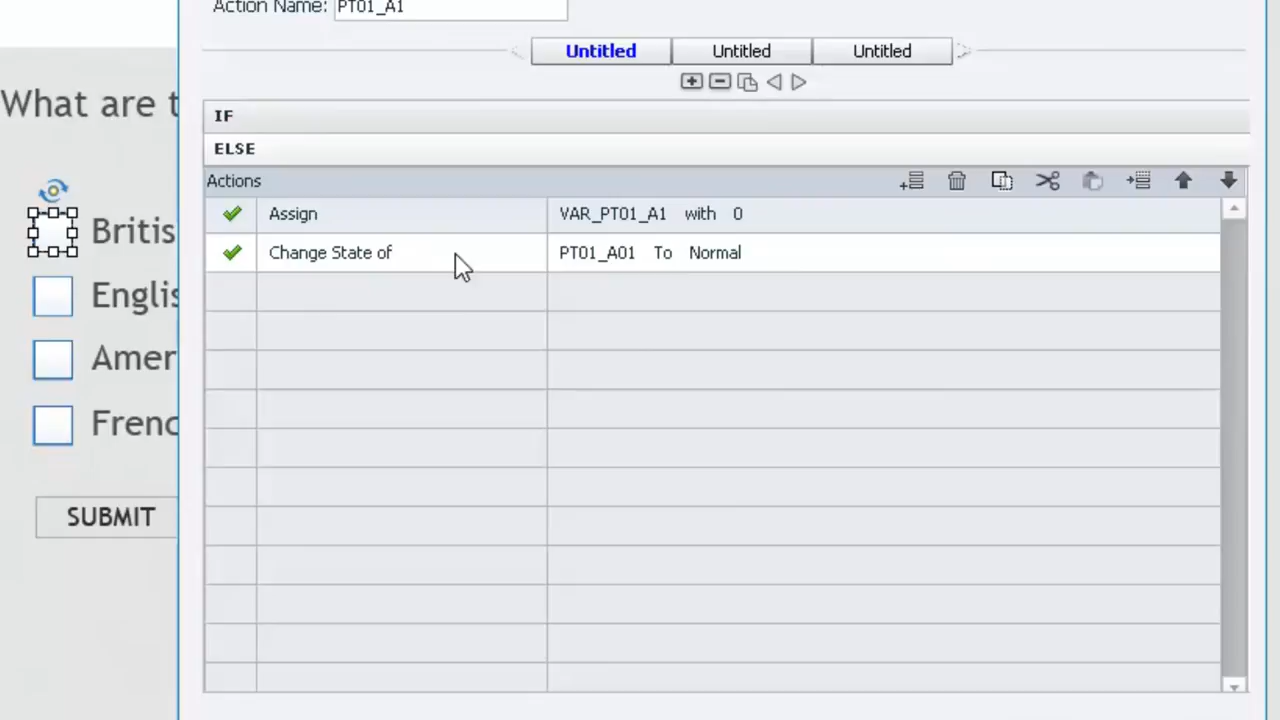 Action Name: PT01_A1
Untitled Untitled Untitled
What are t
IF
ELSE
Actions
Assign VAR_PT01_A1 with 0
Britis
Change State of PT01_A01 To Normal
Englis
Amer
Frenc
SUBMIT